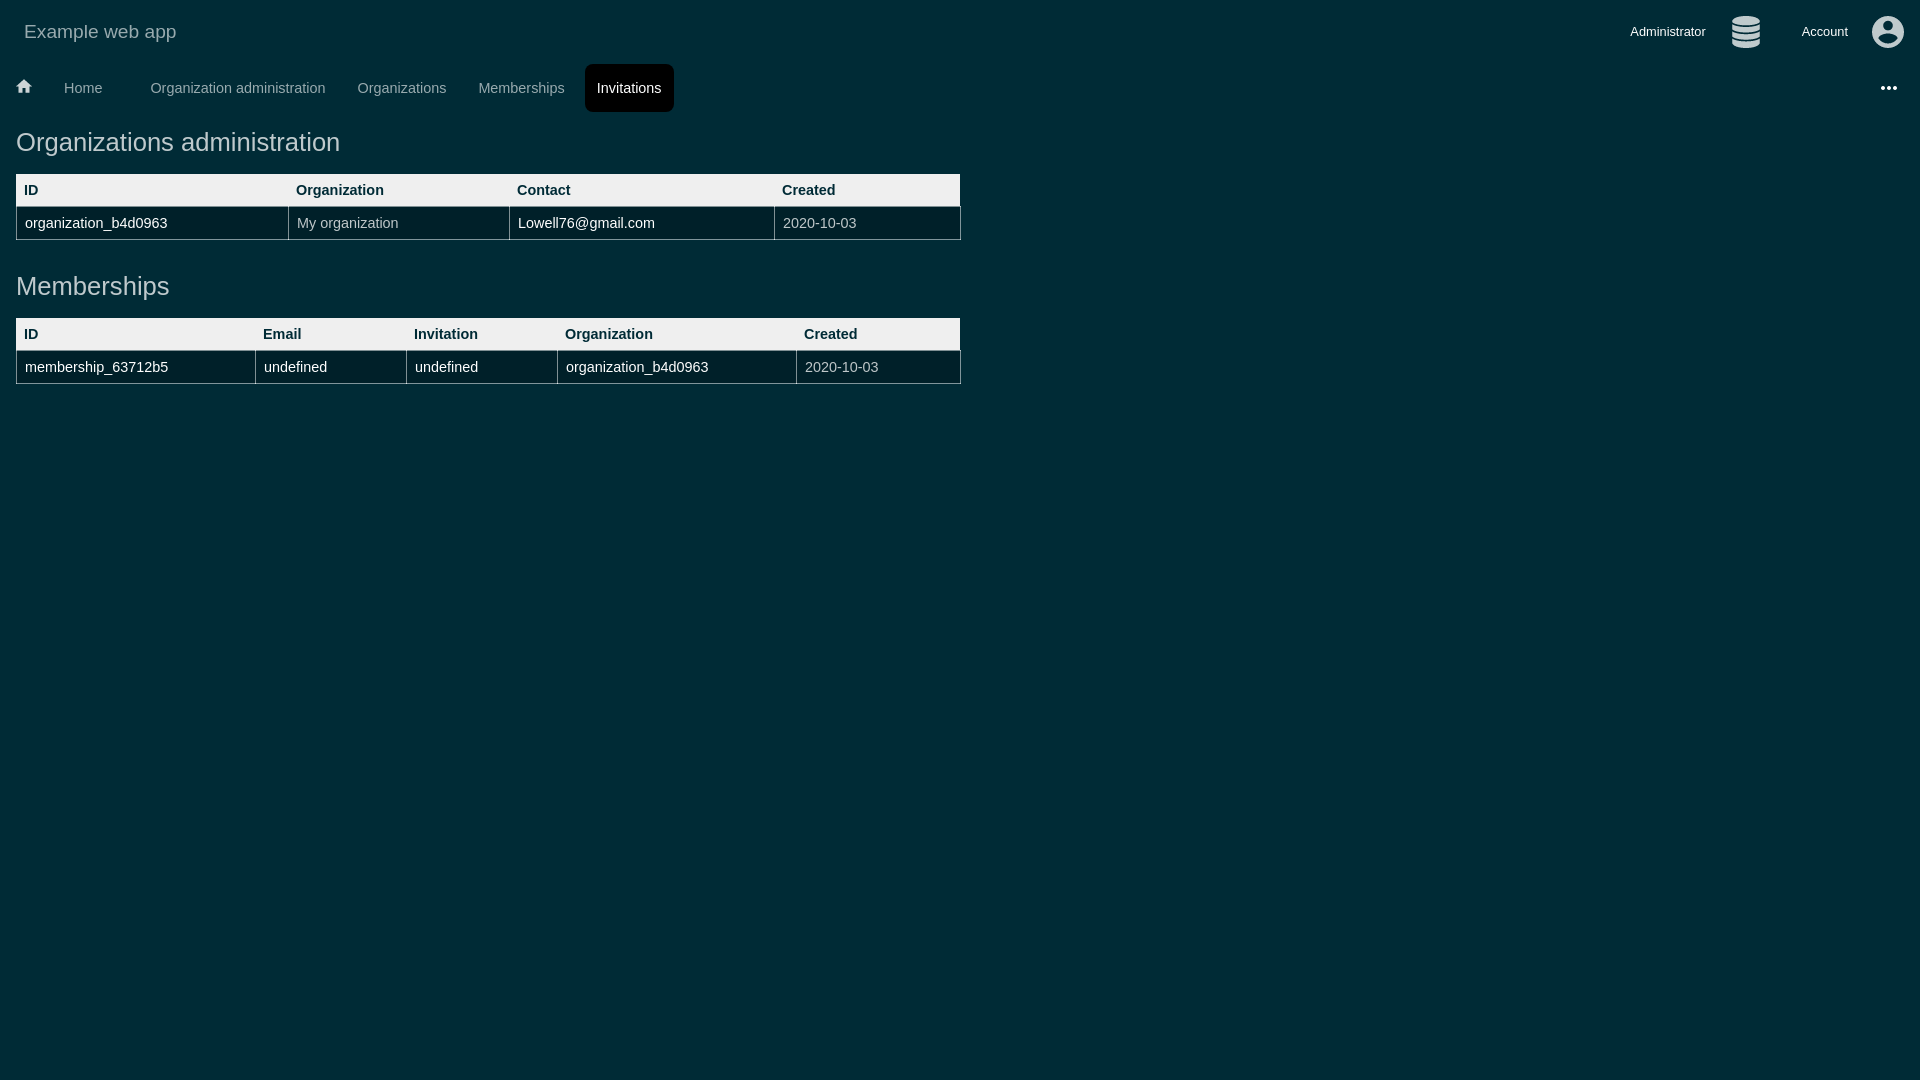 Example web app Administrator Account
Home Organization administration Organizations Memberships Invitations
Organizations administration
ID Organization Contact Created
organization_b4d0963 My organization Lowell76@gmail.com 2020-10-03
Memberships
ID Email Invitation Organization Created
membership_63712b5 undefined undefined organization_b4d0963 2020-10-03